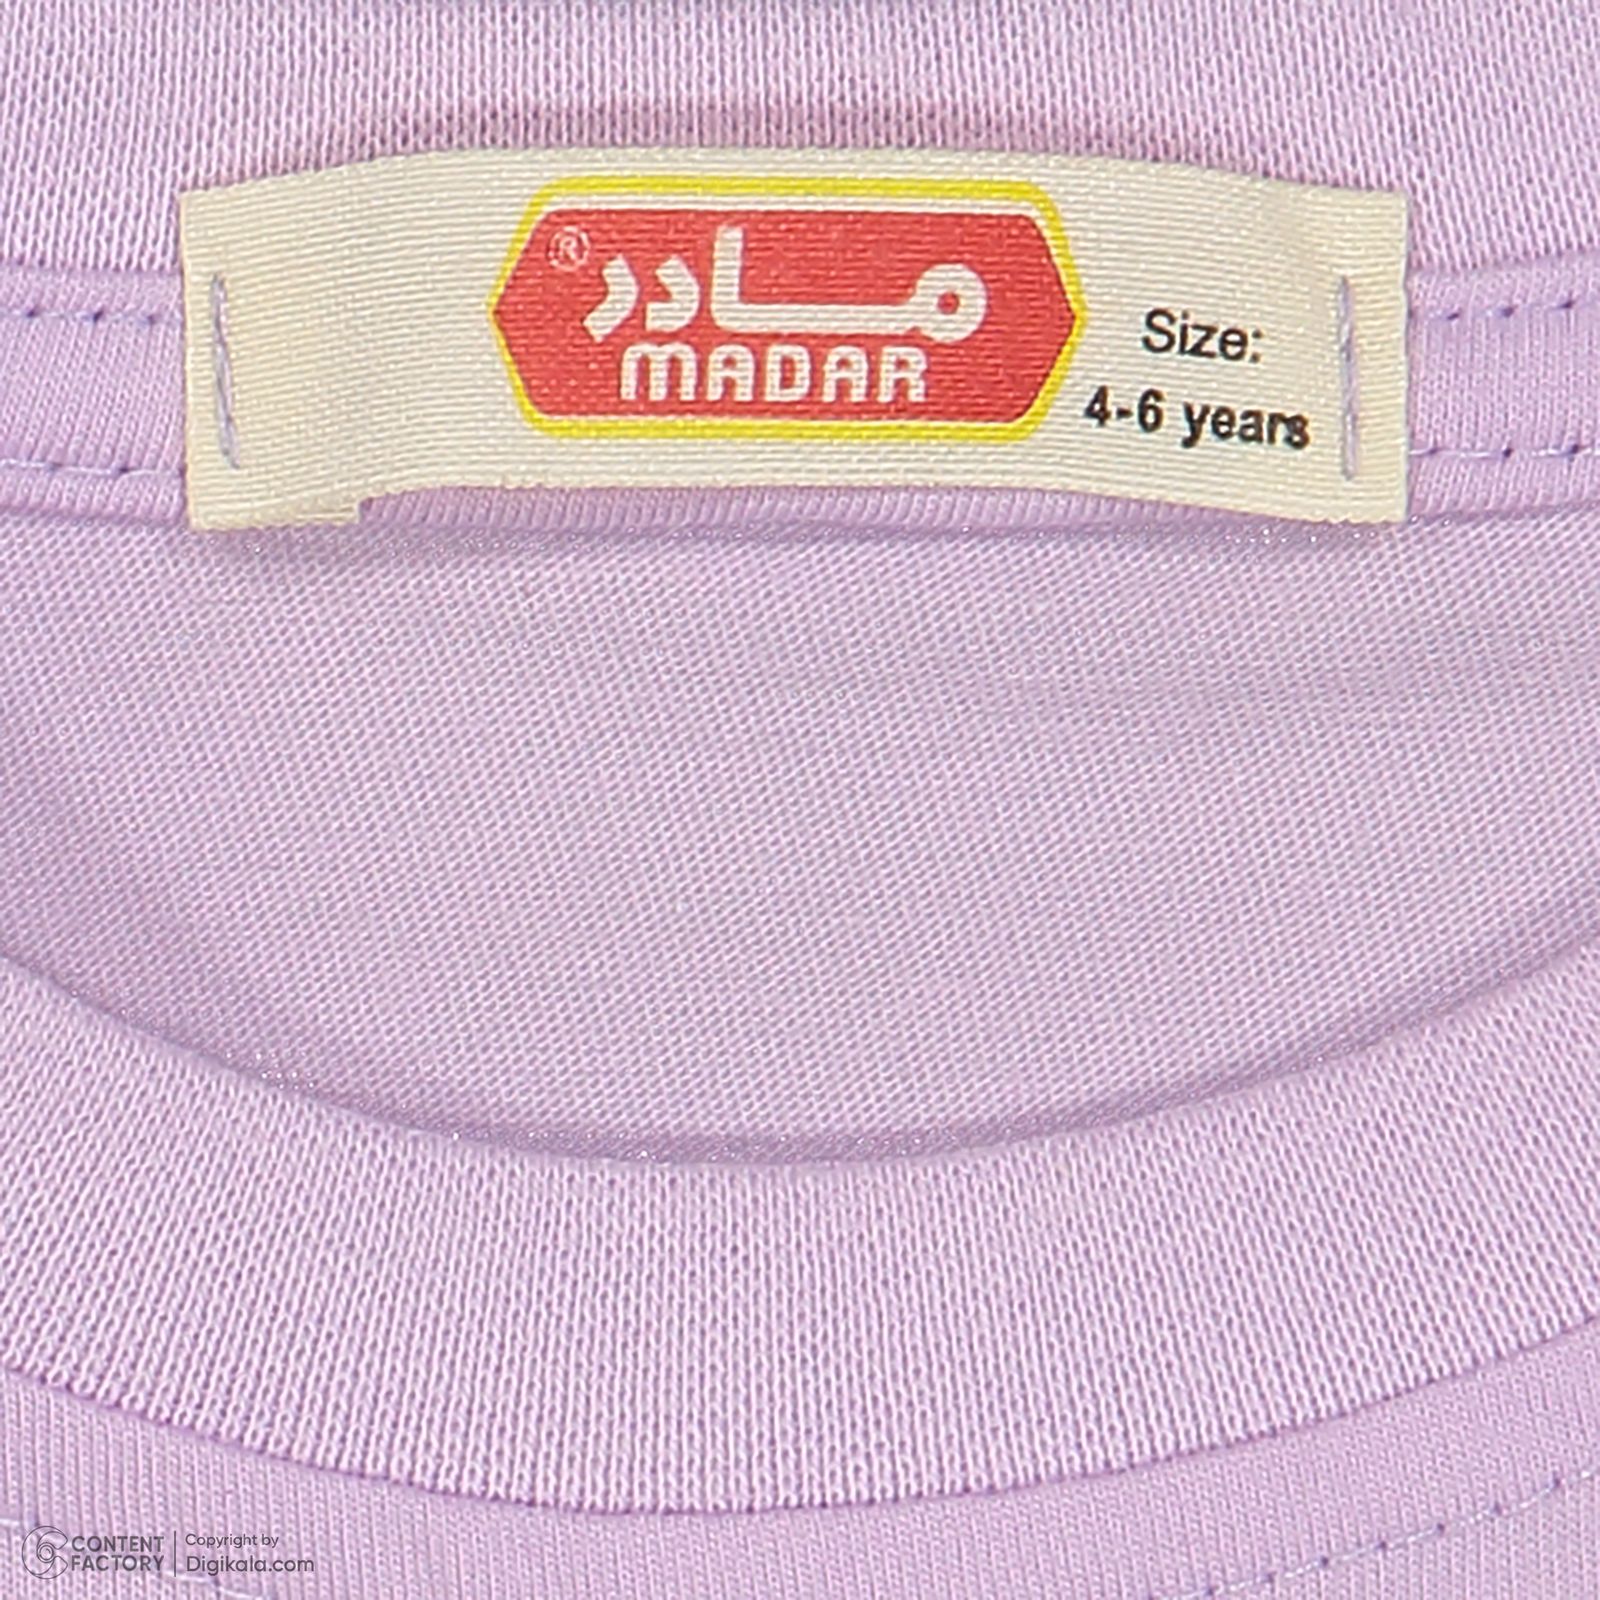 مادر ®
MADAR
Size:
4-6 years
CONTENT FACTORY
Copyright by
Digikala.com